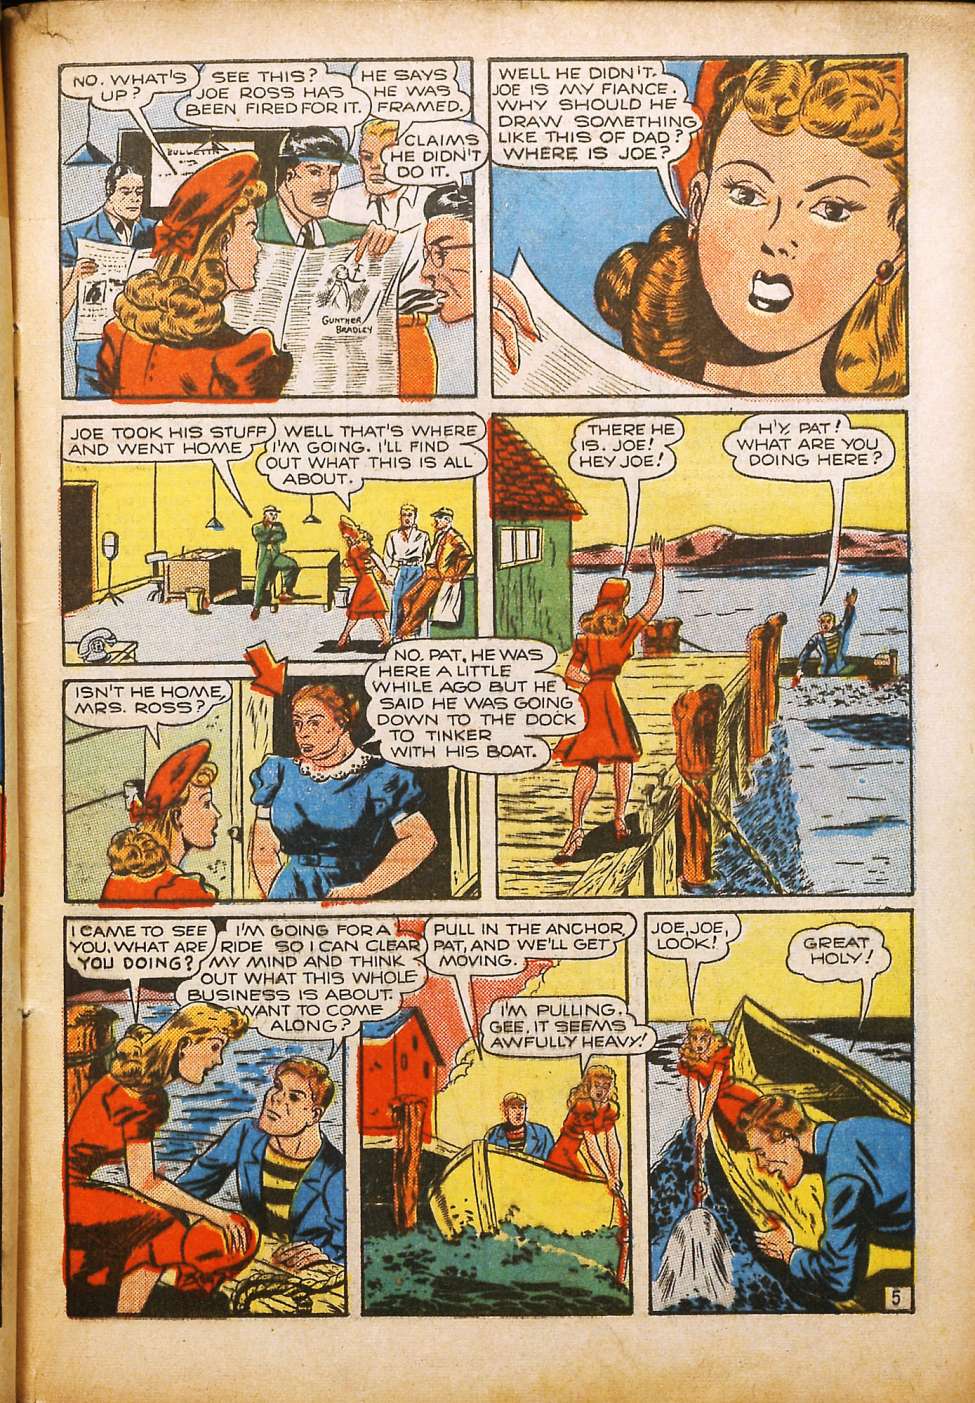 NO. WHAT'S
UP?
SEE THIS?
JOE ROSS HAS
BEEN FIRED FOR IT.
HE SAYS
HE WAS
FRAMED.
CLAIMS
HE DIDN'T
DO IT.
BULLETIN
GUNTHER
BRADLEY
WELL HE DIDN'T.
JOE IS MY FIANCE.
WHY SHOULD HE
DRAW SOMETHING
LIKE THIS OF DAD?
WHERE IS JOE?
JOE TOOK HIS STUFF
AND WENT HOME
WELL THAT'S WHERE
I'M GOING. I'LL FIND
OUT WHAT THIS IS ALL
ABOUT.
THERE HE
IS. JOE!
HEY JOE!
H'Y, PAT!
WHAT ARE YOU
DOING HERE?
ISN'T HE HOME,
MRS. ROSS?
NO, PAT, HE WAS
HERE A LITTLE
WHILE AGO BUT HE
SAID HE WAS GOING
DOWN TO THE DOCK
TO TINKER
WITH HIS BOAT.
I CAME TO SEE
YOU. WHAT ARE
YOU DOING?
I'M GOING FOR A
RIDE SO I CAN CLEAR
MY MIND AND THINK
OUT WHAT THIS WHOLE
BUSINESS IS ABOUT.
WANT TO COME
ALONG?
PULL IN THE ANCHOR,
PAT, AND WE'LL GET
MOVING.
I'M PULLING.
GEE, IT SEEMS
AWFULLY HEAVY!
JOE, JOE,
LOOK!
GREAT
HOLY!
5